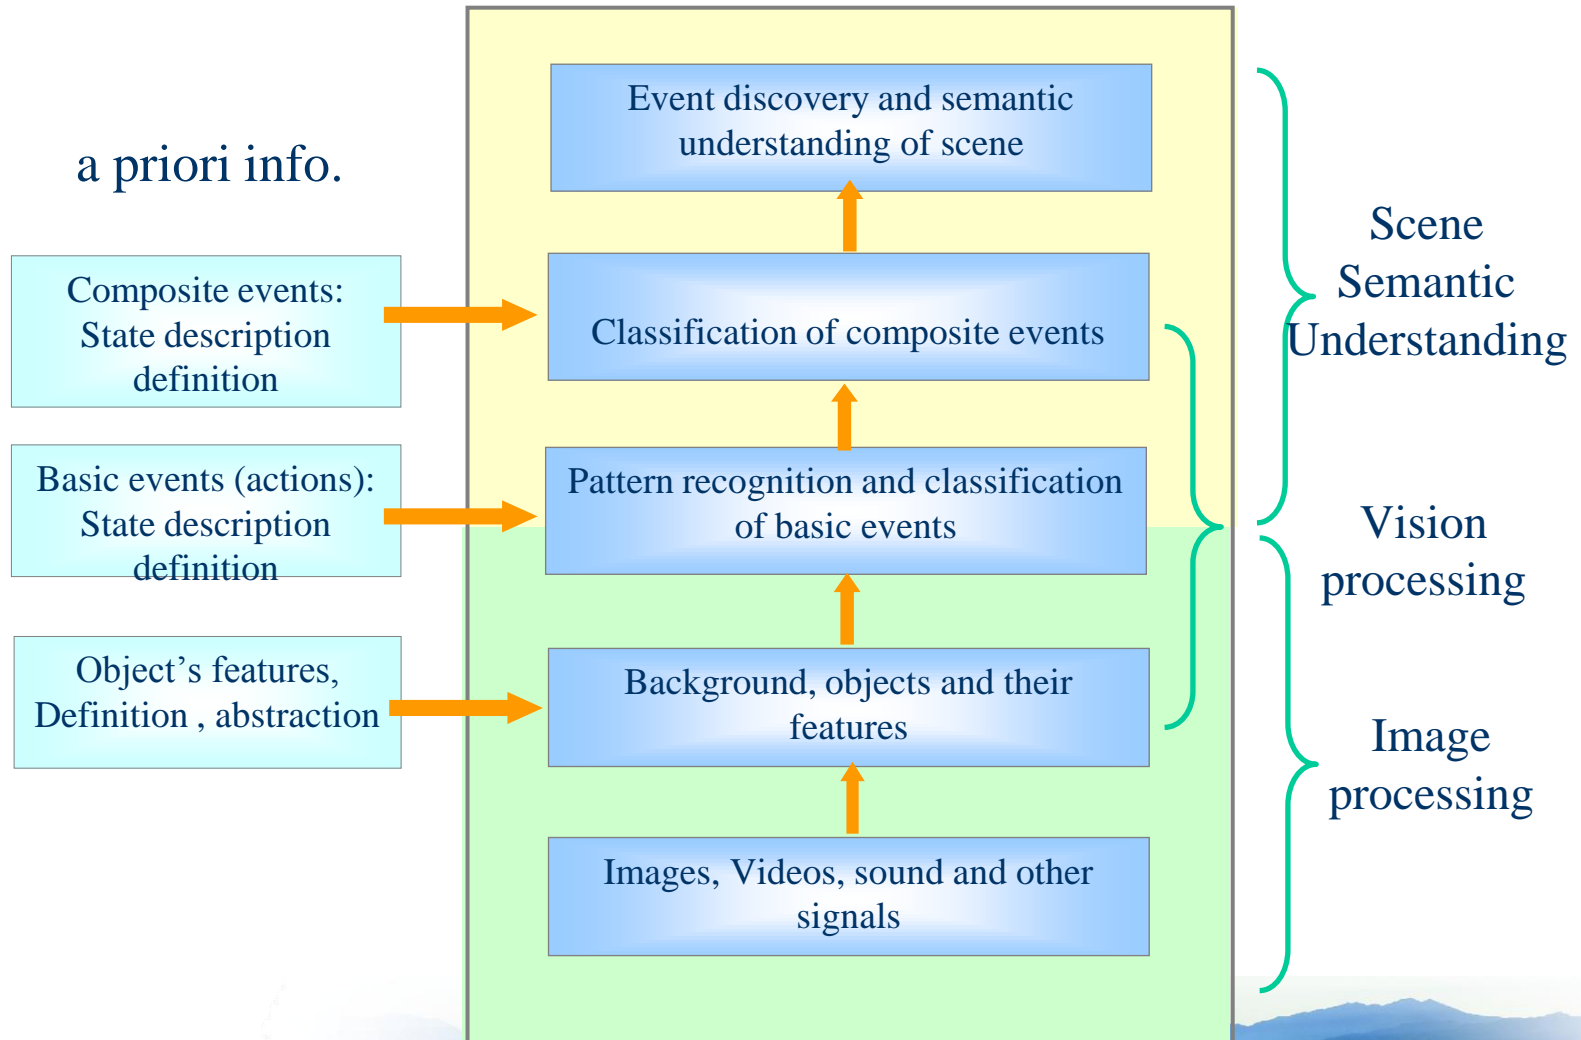 Event discovery and semantic
understanding of scene
a priori info.
Composite events:
State description
definition
Classification of composite events
Scene
Semantic
Understanding
Basic events (actions):
State description
definition
Pattern recognition and classification
of basic events
Vision
processing
Object’s features,
Definition , abstraction
Background, objects and their
features
Image
processing
Images, Videos, sound and other
signals